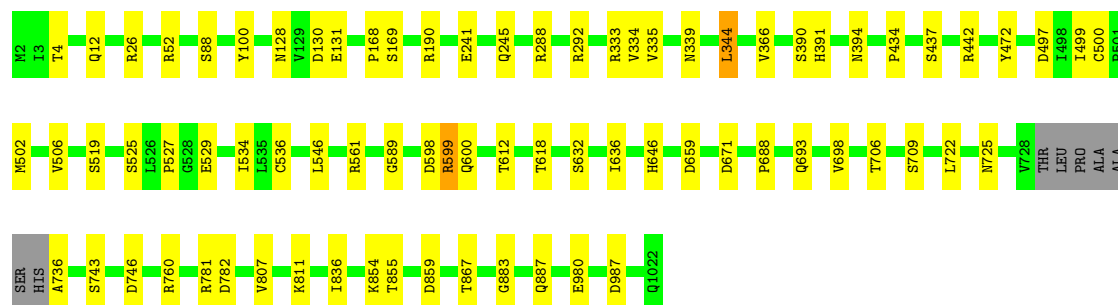 M2 I3 T4 Q12 R26 R52 S88 Y100 N128 V129 D130 E131 P168 S169 R190 E241 Q245 R288 R292 R333 V334 V335 N339 L344 V366 S390 H391 N394 P434 S437 R442 Y472 D497 I498 I499 C500 P501
M502 V506 S519 S525 L526 P527 G528 E529 I534 L535 C536 L546 R561 G589 D598 R599 Q600 T612 T618 S632 I636 H646 D659 D671 P688 Q693 V698 T706 S709 L722 N725 V728 THR LEU PRO ALA ALA
SER HIS A736 S743 D746 R760 R781 D782 V807 K811 I836 K854 T855 D859 T867 G883 Q887 E980 D987 Q1022